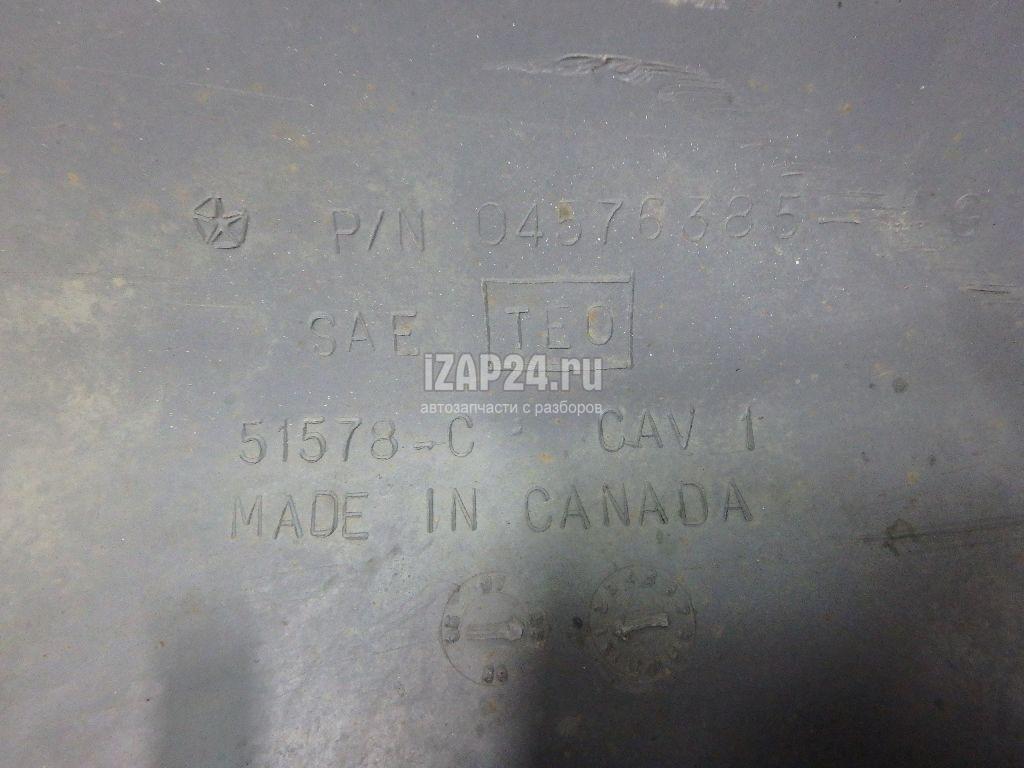 P/N 04576385
SAE TEO
iZAP24.ru
автозапчасти с разборов
51578-C CAV 1
MADE IN CANADA